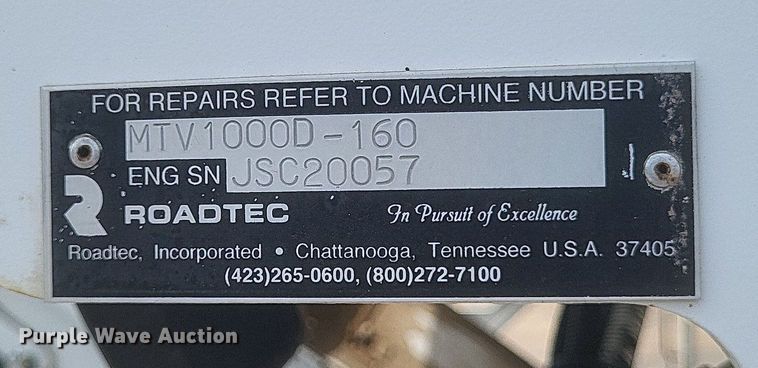 FOR REPAIRS REFER TO MACHINE NUMBER
MTV1000D-160
ENG SN JSC20057
ROADTEC In Pursuit of Excellence
Roadtec, Incorporated • Chattanooga, Tennessee U.S.A. 37405
(423)265-0600, (800)272-7100
Purple Wave Auction